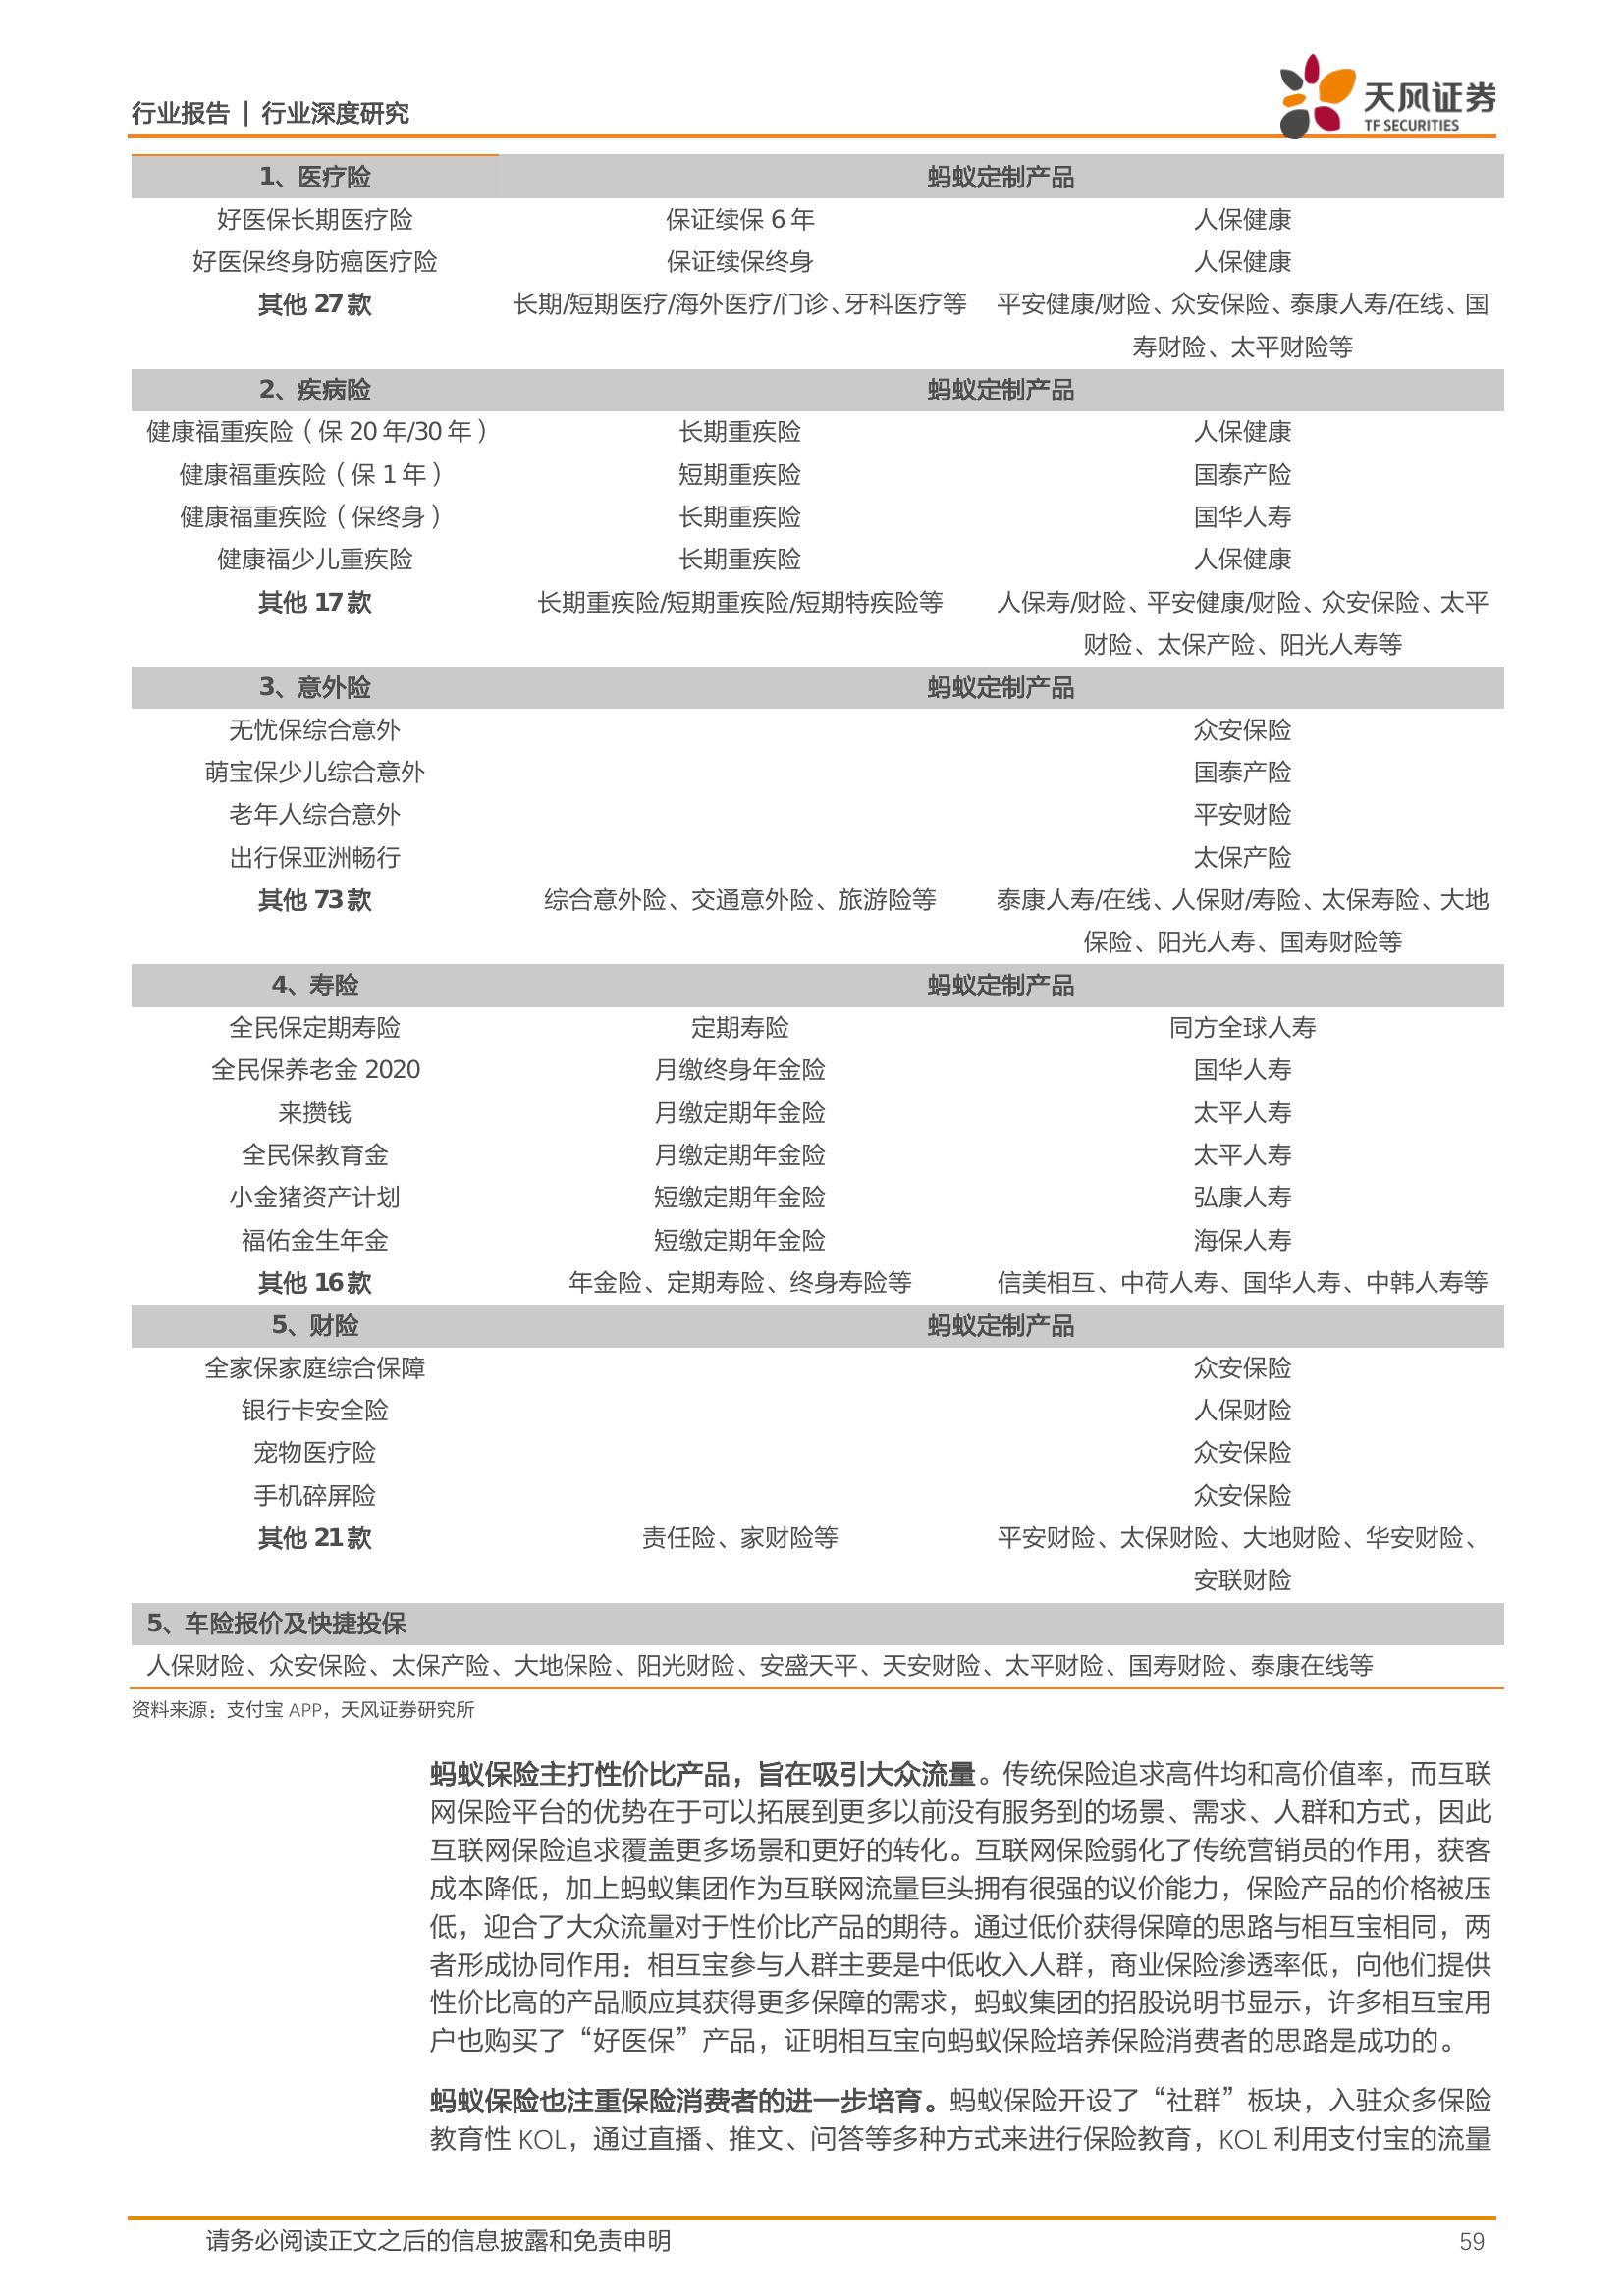 行业报告 | 行业深度研究
天风证券
TF SECURITIES
1、医疗险 蚂蚁定制产品
好医保长期医疗险 保证续保 6 年 人保健康
好医保终身防癌医疗险 保证续保终身 人保健康
其他 27 款 长期/短期医疗/海外医疗/门诊、牙科医疗等 平安健康/财险、众安保险、泰康人寿/在线、国
寿财险、太平财险等
2、疾病险 蚂蚁定制产品
健康福重疾险（保 20 年/30 年） 长期重疾险 人保健康
健康福重疾险（保 1 年） 短期重疾险 国泰产险
健康福重疾险（保终身） 长期重疾险 国华人寿
健康福少儿重疾险 长期重疾险 人保健康
其他 17 款 长期重疾险/短期重疾险/短期特疾险等 人保寿/财险、平安健康/财险、众安保险、太平
财险、太保产险、阳光人寿等
3、意外险 蚂蚁定制产品
无忧保综合意外 众安保险
萌宝保少儿综合意外 国泰产险
老年人综合意外 平安财险
出行保亚洲畅行 太保产险
其他 73 款 综合意外险、交通意外险、旅游险等 泰康人寿/在线、人保财/寿险、太保寿险、大地
保险、阳光人寿、国寿财险等
4、寿险 蚂蚁定制产品
全民保定期寿险 定期寿险 同方全球人寿
全民保养老金 2020 月缴终身年金险 国华人寿
来攒钱 月缴定期年金险 太平人寿
全民保教育金 月缴定期年金险 太平人寿
小金猪资产计划 短缴定期年金险 弘康人寿
福佑金生年金 短缴定期年金险 海保人寿
其他 16 款 年金险、定期寿险、终身寿险等 信美相互、中荷人寿、国华人寿、中韩人寿等
5、财险 蚂蚁定制产品
全家保家庭综合保障 众安保险
银行卡安全险 人保财险
宠物医疗险 众安保险
手机碎屏险 众安保险
其他 21 款 责任险、家财险等 平安财险、太保财险、大地财险、华安财险、
安联财险
5、车险报价及快捷投保
人保财险、众安保险、太保产险、大地保险、阳光财险、安盛天平、天安财险、太平财险、国寿财险、泰康在线等
资料来源：支付宝 APP，天风证券研究所
蚂蚁保险主打性价比产品，旨在吸引大众流量。传统保险追求高件均和高价值率，而互联
网保险平台的优势在于可以拓展到更多以前没有服务到的场景、需求、人群和方式，因此
互联网保险追求覆盖更多场景和更好的转化。互联网保险弱化了传统营销员的作用，获客
成本降低，加上蚂蚁集团作为互联网流量巨头拥有很强的议价能力，保险产品的价格被压
低，迎合了大众流量对于性价比产品的期待。通过低价获得保障的思路与相互宝相同，两
者形成协同作用：相互宝参与人群主要是中低收入人群，商业保险渗透率低，向他们提供
性价比高的产品顺应其获得更多保障的需求，蚂蚁集团的招股说明书显示，许多相互宝用
户也购买了“好医保”产品，证明相互宝向蚂蚁保险培养保险消费者的思路是成功的。
蚂蚁保险也注重保险消费者的进一步培育。蚂蚁保险开设了“社群”板块，入驻众多保险
教育性 KOL，通过直播、推文、问答等多种方式来进行保险教育，KOL 利用支付宝的流量
请务必阅读正文之后的信息披露和免责申明 59